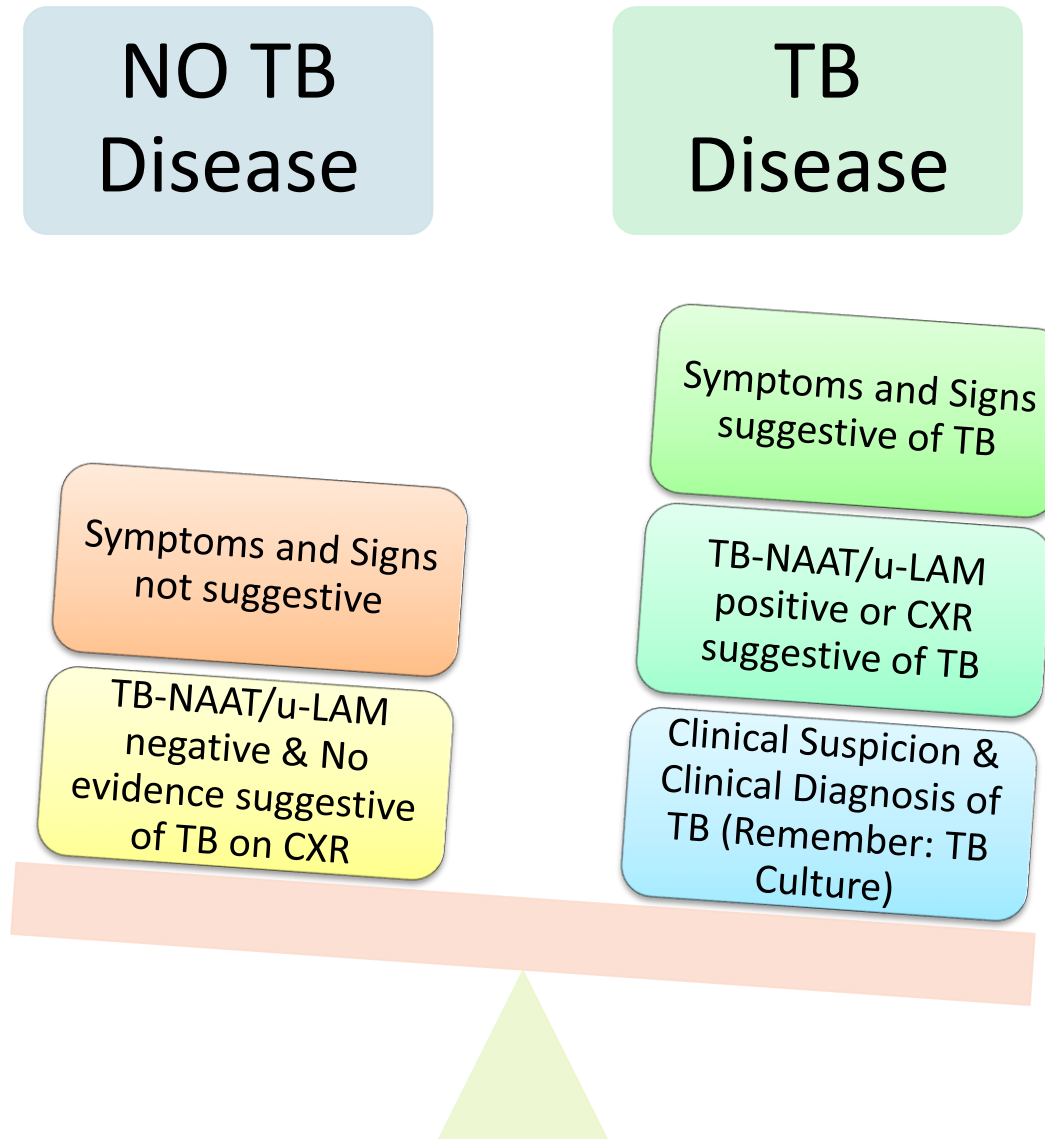 NO TB
Disease
TB
Disease
Symptoms and Signs
not suggestive
TB-NAAT/u-LAM
negative & No
evidence suggestive
of TB on CXR
Symptoms and Signs
suggestive of TB
TB-NAAT/u-LAM
positive or CXR
suggestive of TB
Clinical Suspicion &
Clinical Diagnosis of
TB (Remember: TB
Culture)